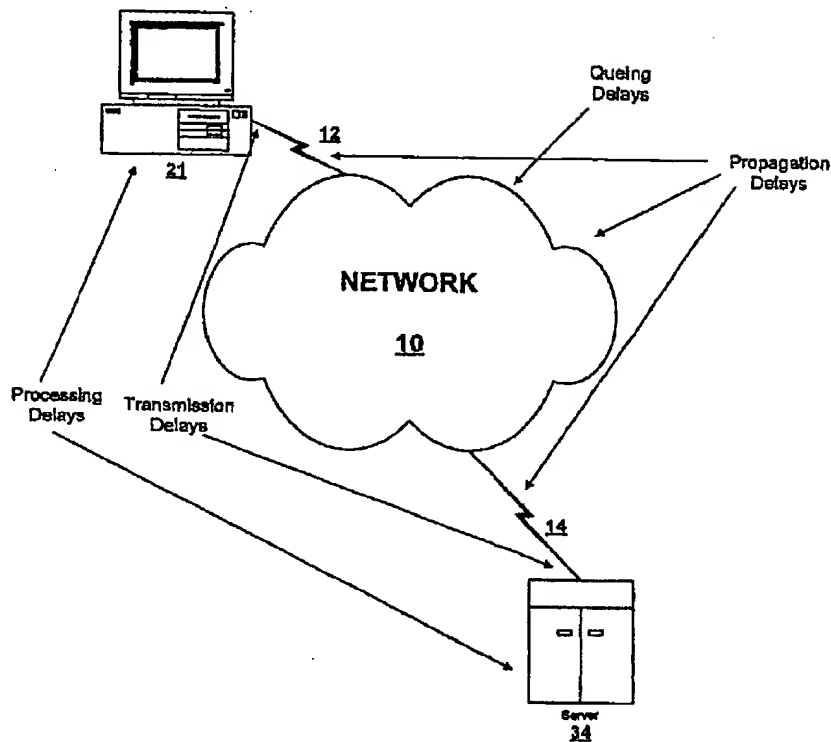 Queing
Delays
12
Propagation
Delays
21
NETWORK
10
Processing
Delays
Transmission
Delays
14
Server
34